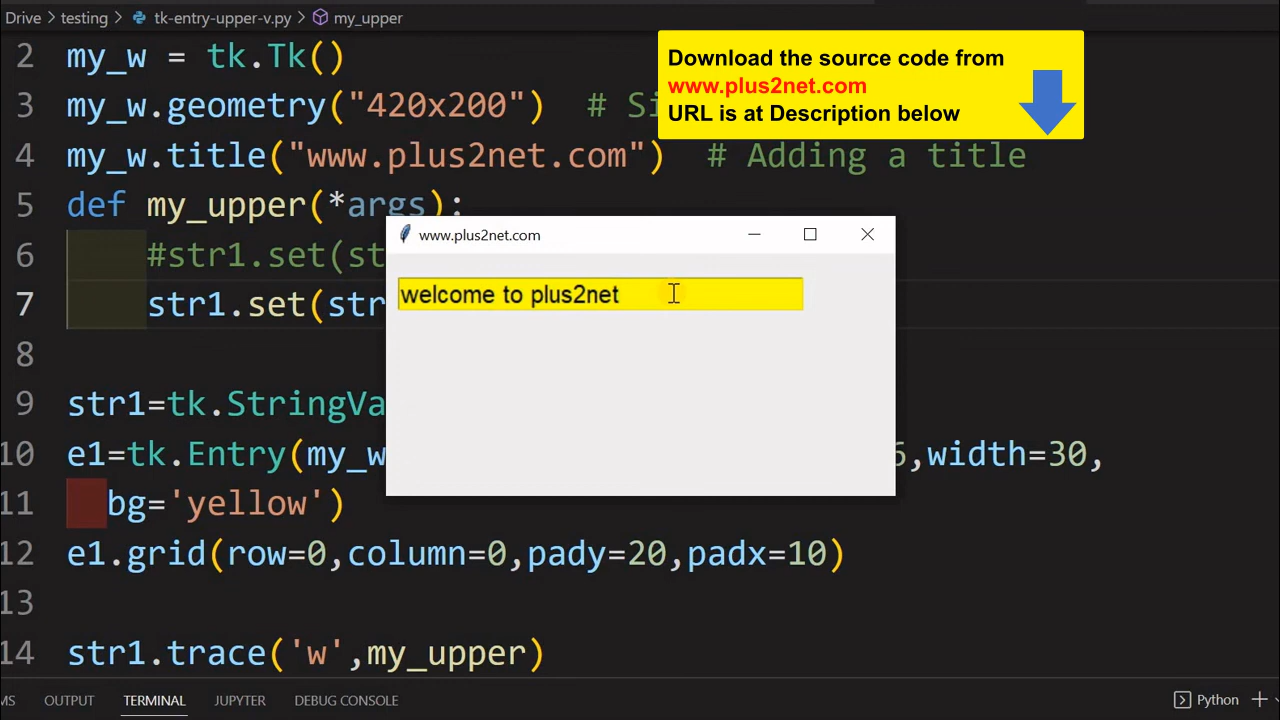 Drive > testing > tk-entry-upper-v.py > my_upper
Download the source code from
www.plus2net.com
URL is at Description below
2 my_w = tk.Tk()
3 my_w.geometry("420x200") # Si
4 my_w.title("www.plus2net.com") # Adding a title
5 def my_upper(*args):
6 #str1.set(st
7 str1.set(str
8
www.plus2net.com
welcome to plus2net
9 str1=tk.StringVa
10 e1=tk.Entry(my_w 6,width=30,
11 bg='yellow')
12 e1.grid(row=0,column=0,pady=20,padx=10)
13
14 str1.trace('w',my_upper)
MS OUTPUT TERMINAL JUPYTER DEBUG CONSOLE Python